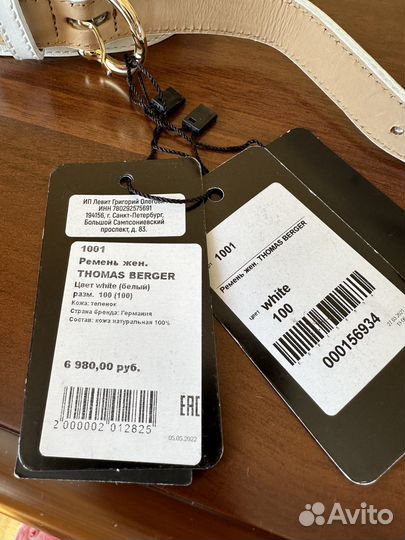 ИП Левит Григорий Олегович
ИНН 780292575691
194156, г. Санкт-Петербург,
Большой Сампсониевский
проспект, д. 83.
1001
Ремень жен.
THOMAS BERGER
Цвет white (белый)
разм. 100 (100)
Кожа: теленок
Страна бренда: Германия
Состав: кожа натуральная 100%
6 980,00 руб.
2 000002 012825
EAC
05.05.2022
1001
Ремень жен. THOMAS BERGER
цвет white
100
000156934
Avito